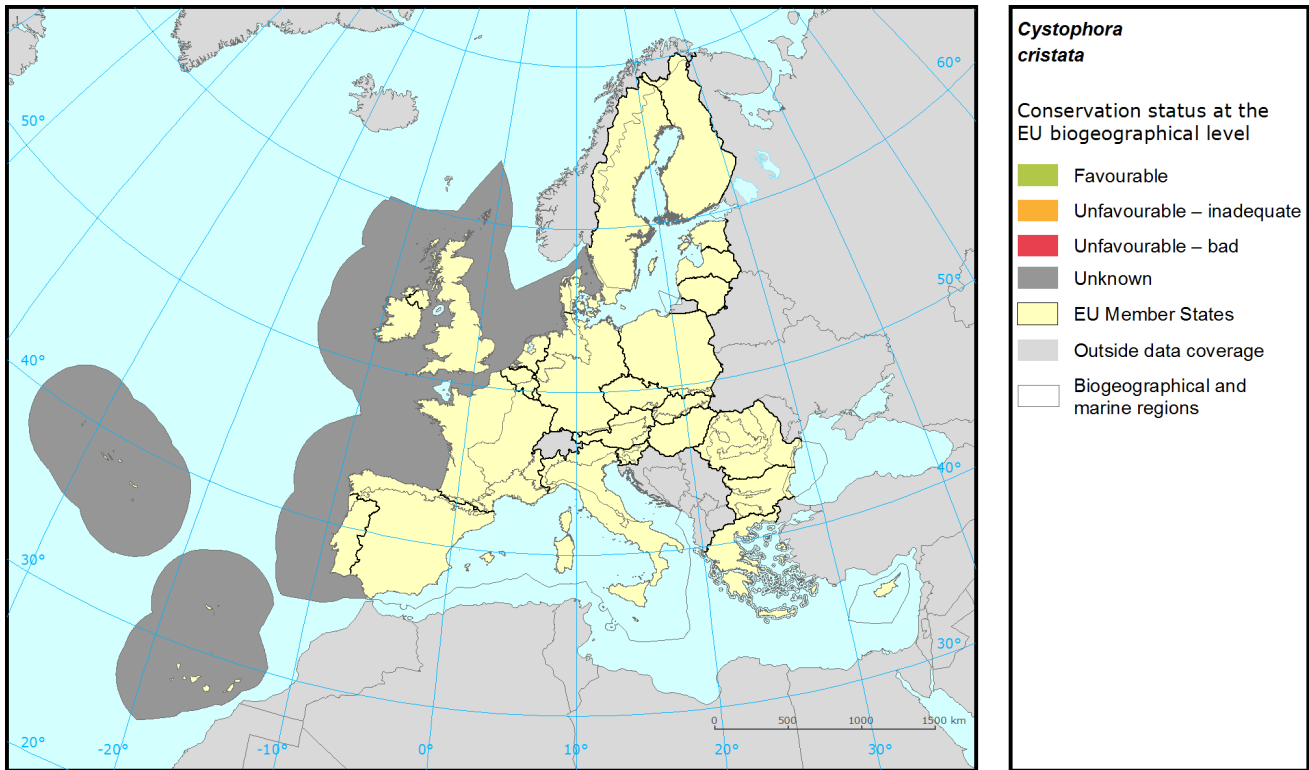 60°
50°
50°
40°
40°
30°
30°
20°
-20°
-10°
0°
10°
20°
30°
0
500
1000
1500 km
Cystophora
cristata
Conservation status at the
EU biogeographical level
Favourable
Unfavourable – inadequate
Unfavourable – bad
Unknown
EU Member States
Outside data coverage
Biogeographical and
marine regions